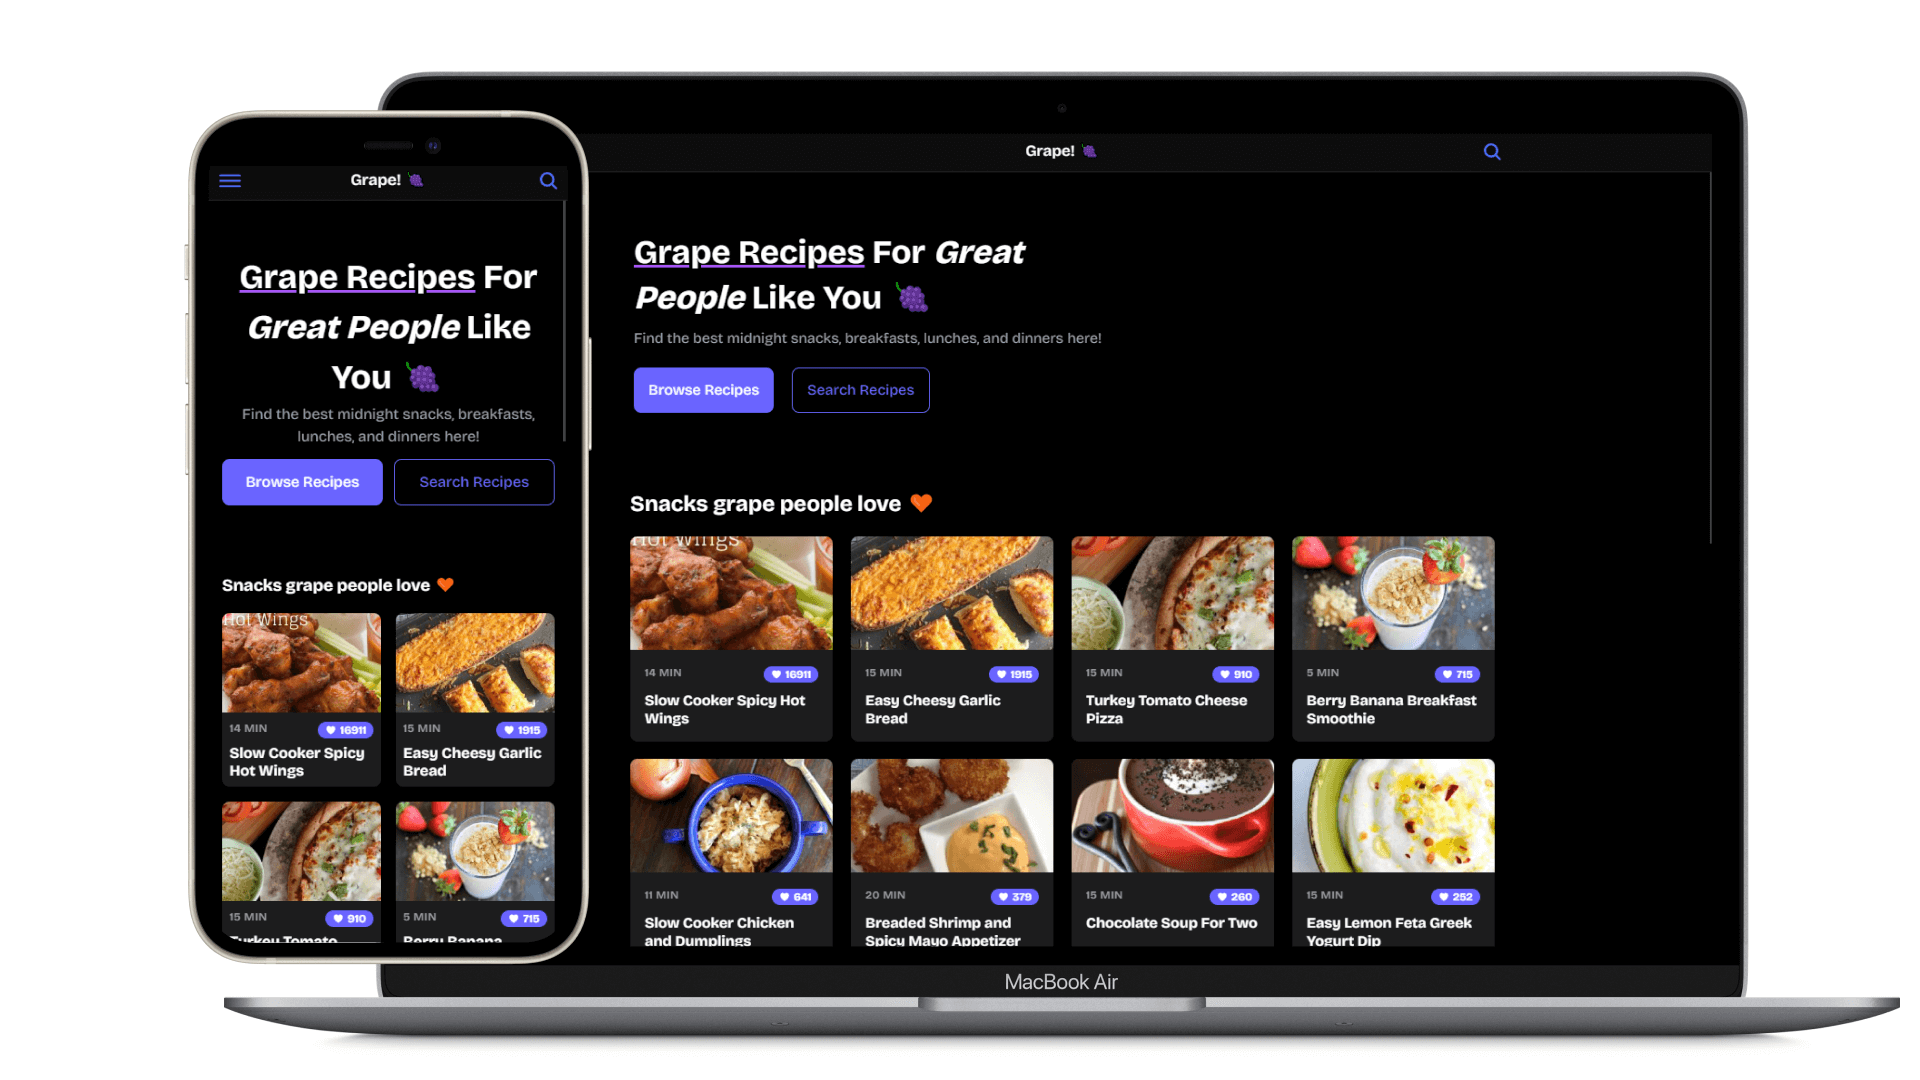 Grape! 🍇
Grape Recipes For
Great People Like
You 🍇
Find the best midnight snacks, breakfasts,
lunches, and dinners here!
Browse Recipes
Search Recipes
Snacks grape people love 🧡
Hot Wings
14 MIN
16911
Slow Cooker Spicy
Hot Wings
15 MIN
1915
Easy Cheesy Garlic
Bread
15 MIN
910
Turkey Tomato
5 MIN
715
Berry Banana
Grape! 🍇
Grape Recipes For Great
People Like You 🍇
Find the best midnight snacks, breakfasts, lunches, and dinners here!
Browse Recipes
Search Recipes
Snacks grape people love 🧡
Hot Wings
14 MIN
16911
Slow Cooker Spicy Hot
Wings
15 MIN
1915
Easy Cheesy Garlic
Bread
15 MIN
910
Turkey Tomato Cheese
Pizza
5 MIN
715
Berry Banana Breakfast
Smoothie
11 MIN
641
Slow Cooker Chicken
and Dumplings
20 MIN
379
Breaded Shrimp and
Spicy Mayo Appetizer
15 MIN
260
Chocolate Soup For Two
15 MIN
252
Easy Lemon Feta Greek
Yogurt Dip
MacBook Air